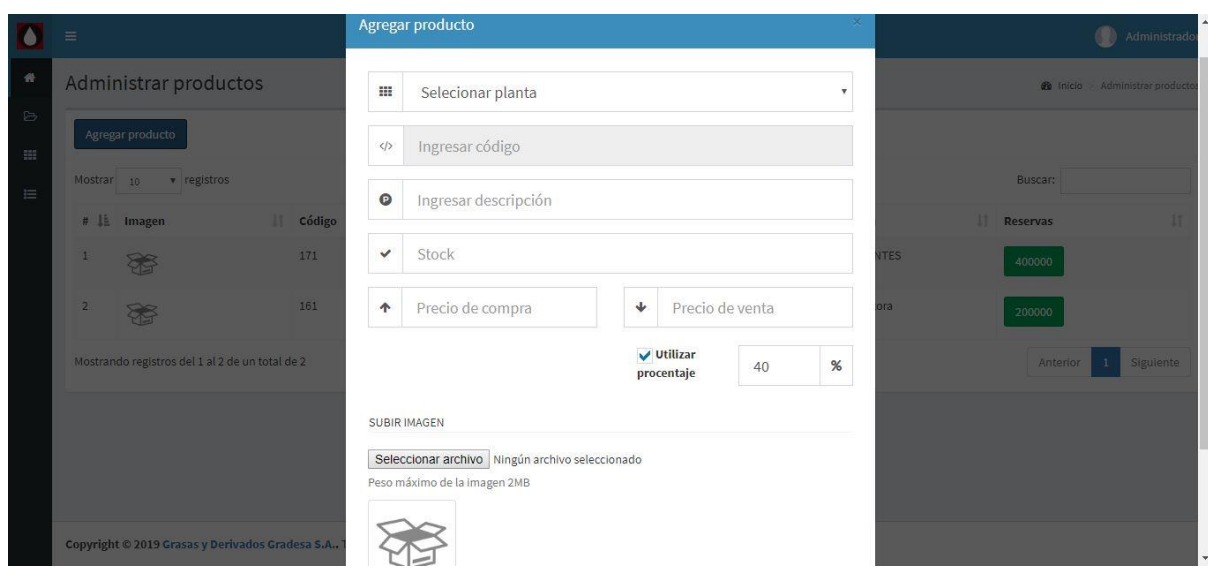 Agregar producto
×
Administrador
Administrar productos
Inicio > Administrar productos
Agregar producto
Mostrar 10 registros
Buscar:
# Imagen Código
Reservas
1 171 NTES 400000
2 161 ora 200000
Mostrando registros del 1 al 2 de un total de 2
Anterior 1 Siguiente
Selecionar planta
Ingresar código
Ingresar descripción
Stock
Precio de compra
Precio de venta
Utilizar
procentaje
40 %
SUBIR IMAGEN
Seleccionar archivo Ningún archivo seleccionado
Peso máximo de la imagen 2MB
Copyright © 2019 Grasas y Derivados Gradesa S.A..